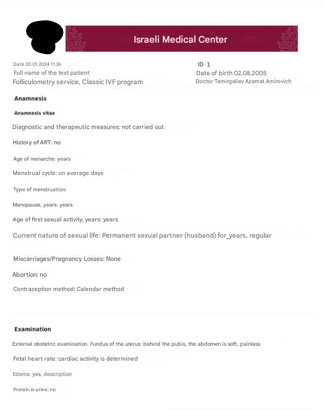 Israeli Medical Center
Date 20.01.2024 11:26
ID 1
Full name of the test patient
Date of birth 02.08.2005
Folliculometry service, Classic IVF program
Doctor Temirgaliev Azamat Amirovich
Anamnesis
Anamnesis vitae
Diagnostic and therapeutic measures: not carried out
History of ART: no
Age of menarche: years
Menstrual cycle: on average days
Type of menstruation:
Menopause, years: years
Age of first sexual activity, years: years
Current nature of sexual life: Permanent sexual partner (husband) for_years, regular
Miscarriages/Pregnancy Losses: None
Abortion: no
Contraception method: Calendar method
Examination
External obstetric examination. Fundus of the uterus: behind the pubis, the abdomen is soft, painless
Fetal heart rate: cardiac activity is determined
Edema: yes, description
Protein in urine: no